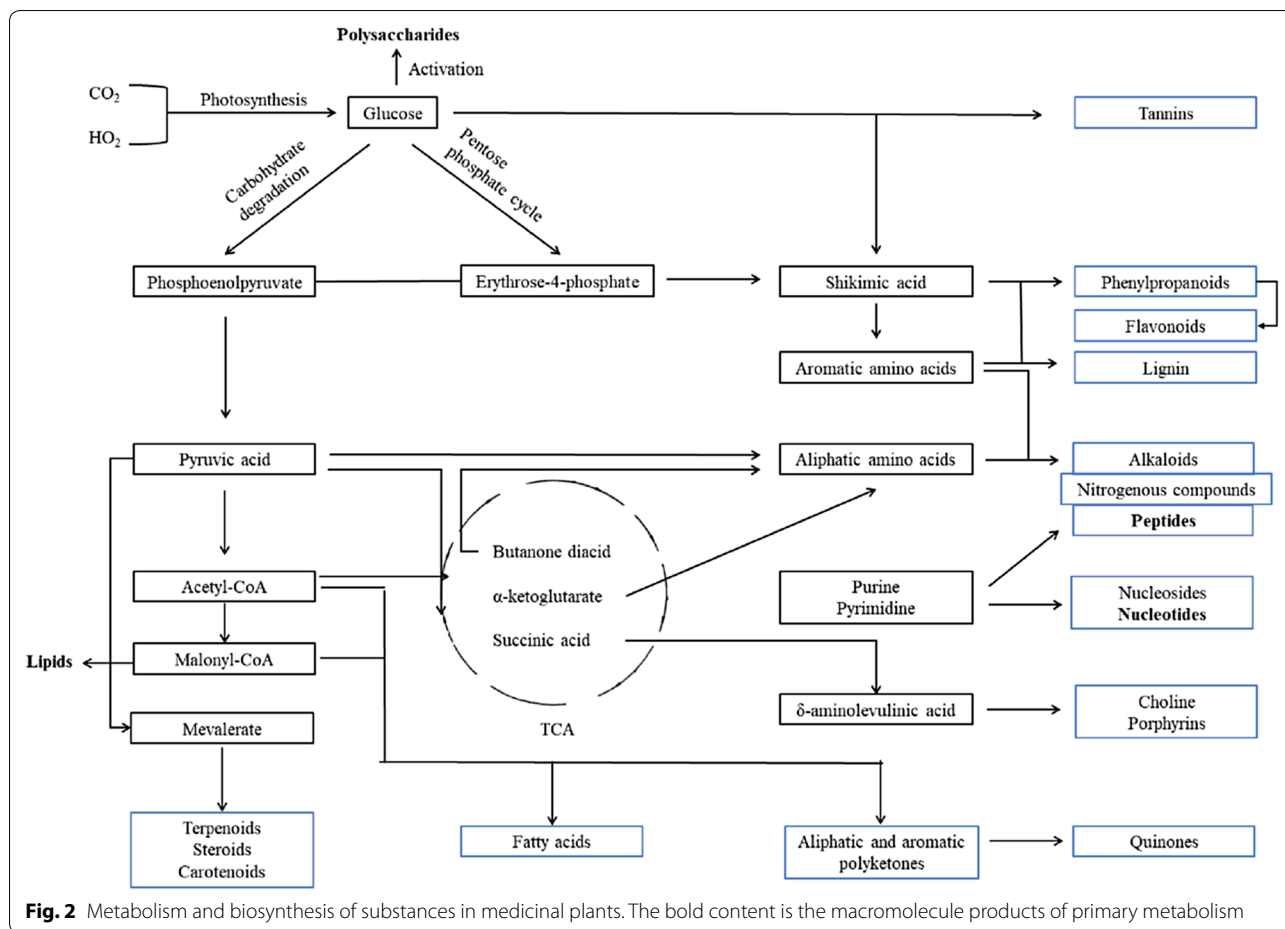 Polysaccharides
Activation
CO₂
HO₂
Photosynthesis
Glucose
Tannins
Carbohydrate
degradation
Pentose
phosphate cycle
Phosphoenolpyruvate
Erythrose-4-phosphate
Shikimic acid
Phenylpropanoids
Flavonoids
Aromatic amino acids
Lignin
Pyruvic acid
Aliphatic amino acids
Alkaloids
Nitrogenous compounds
Peptides
Butanone diacid
Acetyl-CoA
α-ketoglutarate
Purine
Pyrimidine
Nucleosides
Nucleotides
Succinic acid
Lipids
Malonyl-CoA
Mevalerate
TCA
δ-aminolevulinic acid
Choline
Porphyrins
Terpenoids
Steroids
Carotenoids
Fatty acids
Aliphatic and aromatic
polyketones
Quinones
Fig. 2 Metabolism and biosynthesis of substances in medicinal plants. The bold content is the macromolecule products of primary metabolism